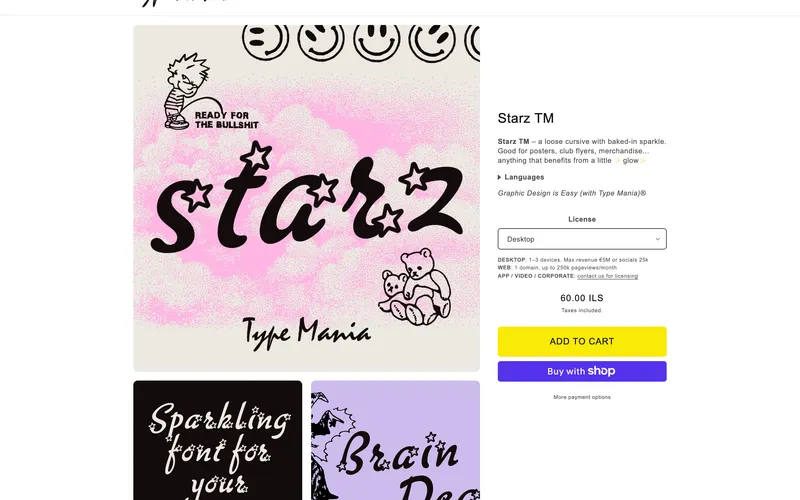 READY FOR
THE BULLSHIT
starz
Type Mania
Sparkling
font for
your
Brain
Starz TM
Starz TM – a loose cursive with baked-in sparkle.
Good for posters, club flyers, merchandise...
anything that benefits from a little ✨ glow ✨
Languages
Graphic Design is Easy (with Type Mania)®
License
Desktop
DESKTOP: 1–3 devices. Max revenue €5M or socials 25k
WEB: 1 domain, up to 250k pageviews/month
APP / VIDEO / CORPORATE: contact us for licensing
60.00 ILS
Taxes included.
ADD TO CART
Buy with shop
More payment options